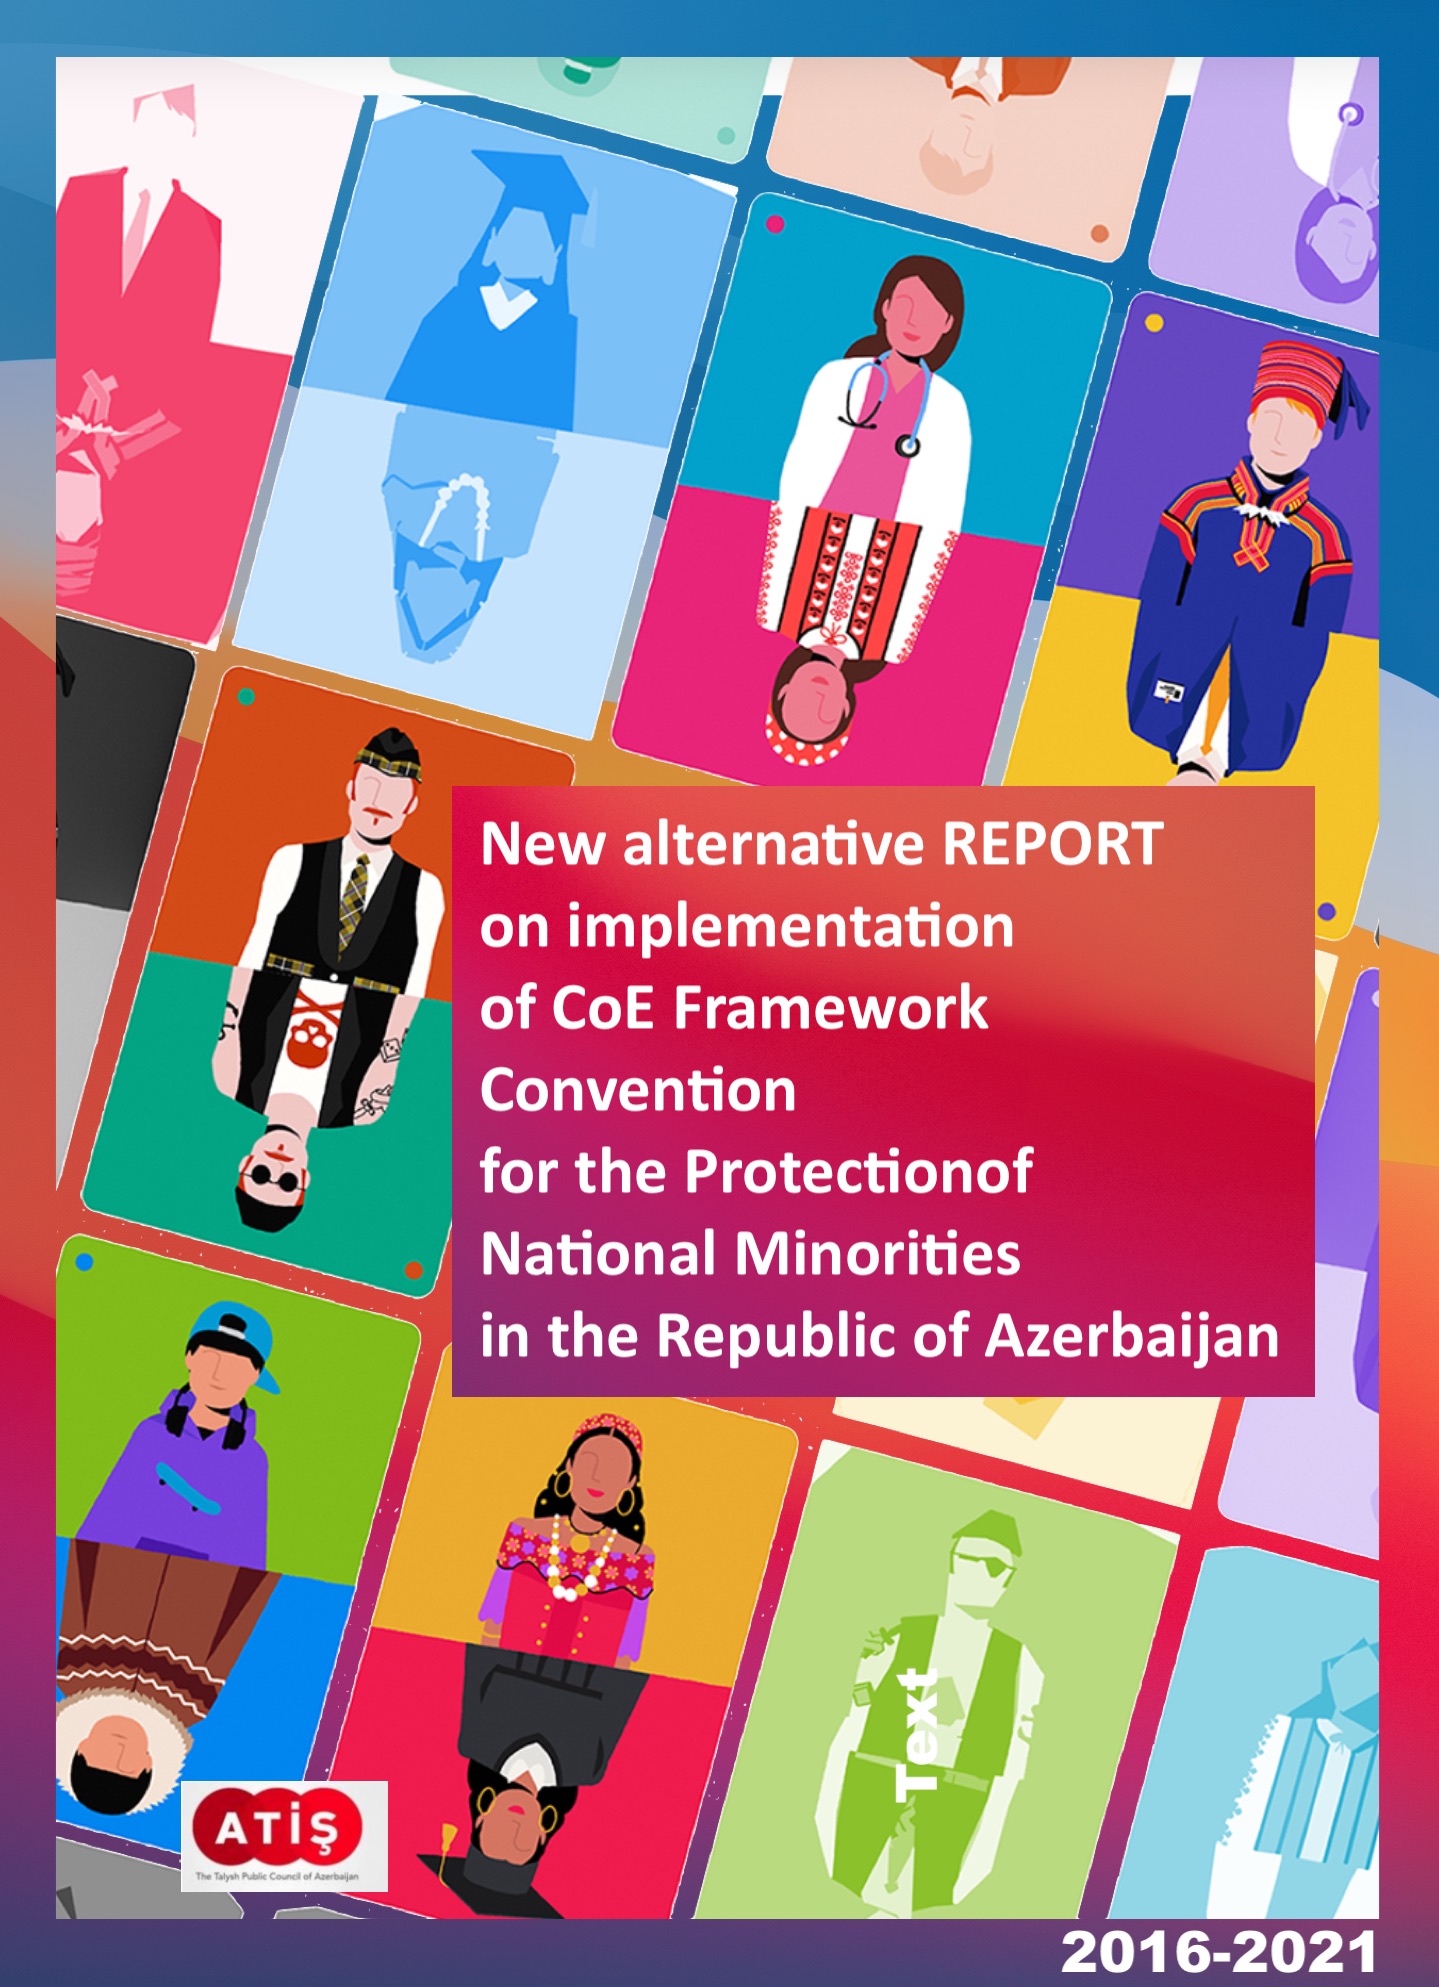 New alternative REPORT
on implementation
of CoE Framework
Convention
for the Protectionof
National Minorities
in the Republic of Azerbaijan
Text
ATİŞ
The Talysh Public Council of Azerbaijan
2016-2021